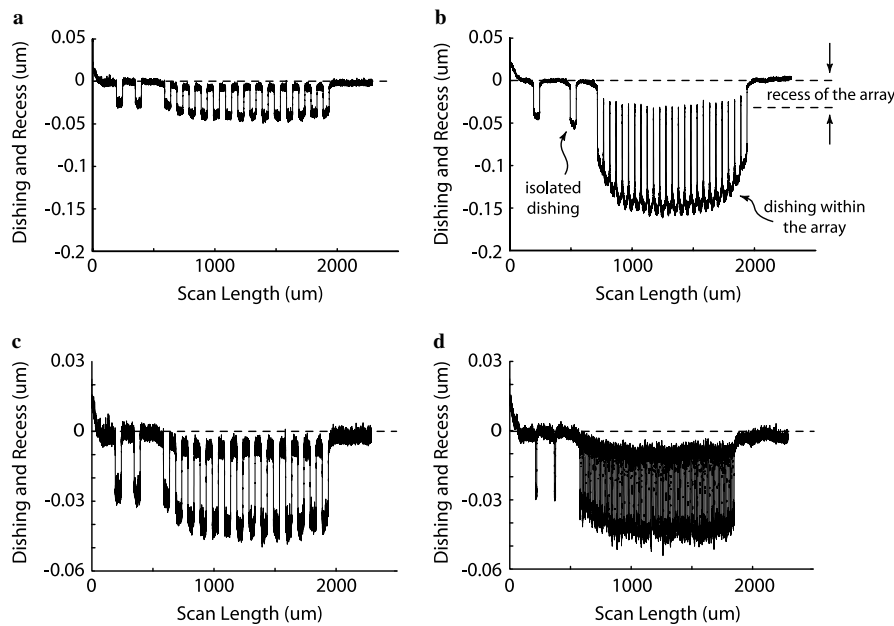 a
Dishing and Recess (um)
0.05
0
-0.05
-0.1
-0.15
-0.2
0
1000
2000
Scan Length (um)
b
Dishing and Recess (um)
0.05
0
-0.05
-0.1
-0.15
-0.2
recess of the array
isolated
dishing
dishing within
the array
0
1000
2000
Scan Length (um)
c
Dishing and Recess (um)
0.03
0
-0.03
-0.06
0
1000
2000
Scan Length (um)
d
Dishing and Recess (um)
0.03
0
-0.03
-0.06
0
1000
2000
Scan Length (um)